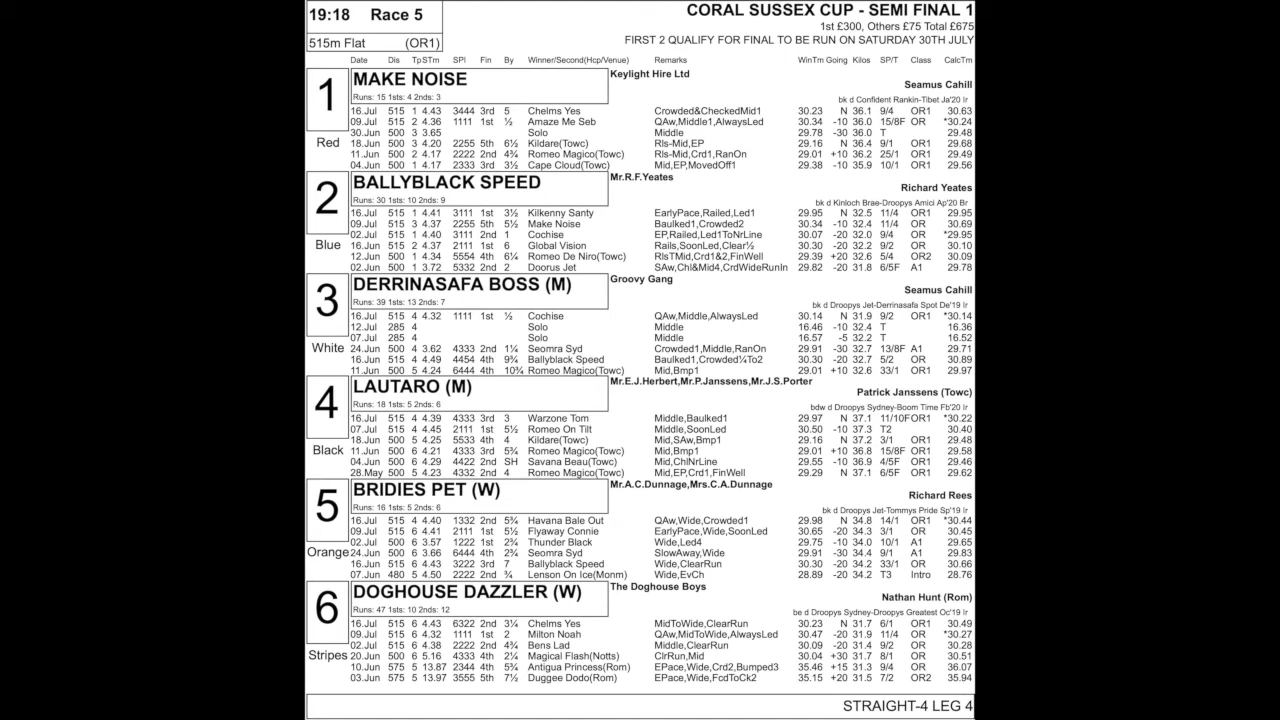 19:18 Race 5
CORAL SUSSEX CUP - SEMI FINAL 1
1st £300, Others £75 Total £675
515m Flat (OR1)
FIRST 2 QUALIFY FOR FINAL TO BE RUN ON SATURDAY 30TH JULY
Date Dis Tp STm SPl Fin By Winner/Second(Hcp/Venue) Remarks WinTm Going Kilos SP/T Class CalcTm
1
Red
MAKE NOISE
Keylight Hire Ltd
Seamus Cahill
Runs: 15 1sts: 4 2nds: 3
bk d Confident Rankin-Tibet Ja'20 Ir
16.Jul 515 1 4.43 3444 3rd 5 Chelms Yes Crowded&CheckedMid1 30.23 N 36.1 9/4 OR1 30.63
09.Jul 515 2 4.36 1111 1st ½ Amaze Me Seb QAw,Middle1,AlwaysLed 30.34 -10 36.0 15/8F OR *30.24
30.Jun 500 3 3.65 Solo Middle 29.78 -30 36.0 T 29.48
18.Jun 500 3 4.20 2255 5th 6½ Kildare(Towc) Rls-Mid,EP 29.16 N 36.4 9/1 OR1 29.68
11.Jun 500 2 4.17 2222 2nd 4¾ Romeo Magico(Towc) Rls-Mid,Crd1,RanOn 29.01 +10 36.2 25/1 OR1 29.49
04.Jun 500 1 4.17 2333 3rd 3½ Cape Cloud(Towc) Mid,EP,MovedOff1 29.38 -10 35.9 10/1 OR1 29.56
2
Blue
BALLYBLACK SPEED
Mr.R.F.Yeates
Richard Yeates
Runs: 30 1sts: 10 2nds: 9
bk d Kinloch Brae-Droopys Amici Ap'20 Br
16.Jul 515 1 4.41 3111 1st 3½ Kilkenny Santy EarlyPace,Railed,Led1 29.95 N 32.5 11/4 OR1 29.95
09.Jul 515 3 4.37 2255 5th 5½ Make Noise Baulked1,Crowded2 30.34 -10 32.4 11/4 OR 30.69
02.Jul 515 1 4.40 3111 2nd 1 Cochise EP,Railed,Led1ToNrLine 30.07 -20 32.0 9/4 OR *29.95
16.Jun 515 2 4.37 2111 1st 6 Global Vision Rails,SoonLed,Clear½ 30.30 -20 32.2 9/2 OR 30.10
12.Jun 500 1 4.34 5554 4th 6¼ Romeo De Niro(Towc) RlsTMid,Crd1&2,FinWell 29.39 +20 32.6 5/4 OR2 30.09
02.Jun 500 1 3.72 5332 2nd 2 Doorus Jet SAw,Chl&Mid4,CrdWideRunIn 29.82 -20 31.8 6/5F A1 29.78
3
White
DERRINASAFA BOSS (M)
Groovy Gang
Seamus Cahill
Runs: 39 1sts: 13 2nds: 7
bk d Droopys Jet-Derrinasafa Spot De'19 Ir
16.Jul 515 4 4.32 1111 1st ½ Cochise QAw,Middle,AlwaysLed 30.14 N 31.9 9/2 OR1 *30.14
12.Jul 285 4 Solo Middle 16.46 -10 32.4 T 16.36
07.Jul 285 4 Solo Middle 16.57 -5 32.2 T 16.52
24.Jun 500 4 3.62 4333 2nd 1¼ Seomra Syd Crowded1,Middle,RanOn 29.91 -30 32.7 13/8F A1 29.71
16.Jun 515 4 4.49 4454 4th 9¾ Ballyblack Speed Baulked1,Crowded¼To2 30.30 -20 32.7 5/2 OR 30.89
11.Jun 500 5 4.24 6444 4th 10¾ Romeo Magico(Towc) Mid,Bmp1 29.01 +10 32.6 33/1 OR1 29.97
4
Black
LAUTARO (M)
Mr.E.J.Herbert,Mr.P.Janssens,Mr.J.S.Porter
Patrick Janssens (Towc)
Runs: 18 1sts: 5 2nds: 6
bdw d Droopys Sydney-Boom Time Fb'20 Ir
16.Jul 515 4 4.39 4333 3rd 3 Warzone Tom Middle,Baulked1 29.97 N 37.1 11/10F OR1 *30.22
07.Jul 515 4 4.45 2111 1st 5½ Romeo On Tilt Middle,SoonLed 30.50 -10 37.3 T2 30.40
18.Jun 500 5 4.25 5533 4th 4 Kildare(Towc) Mid,SAw,Bmp1 29.16 N 37.2 3/1 OR1 29.48
11.Jun 500 6 4.21 4333 3rd 5¾ Romeo Magico(Towc) Mid,Bmp1 29.01 +10 36.8 15/8F OR1 29.58
04.Jun 500 6 4.29 4422 2nd SH Savana Beau(Towc) Mid,ChlNrLine 29.55 -10 36.9 4/5F OR1 29.46
28.May 500 5 4.23 4332 2nd 4 Romeo Magico(Towc) Mid,EP,Crd1,FinWell 29.29 N 37.1 6/5F OR1 29.62
5
Orange
BRIDIES PET (W)
Mr.A.C.Dunnage,Mrs.C.A.Dunnage
Richard Rees
Runs: 16 1sts: 5 2nds: 6
bk d Droopys Jet-Tommys Pride Sp'19 Ir
16.Jul 515 4 4.40 1332 2nd 5¾ Havana Bale Out QAw,Wide,Crowded1 29.98 N 34.8 14/1 OR1 *30.44
09.Jul 515 6 4.41 2111 1st 5½ Flyaway Connie EarlyPace,Wide,SoonLed 30.65 -20 34.3 3/1 OR 30.45
02.Jul 500 6 3.57 1222 1st 2¾ Thunder Black Wide,Led4 29.75 -10 34.0 10/1 A1 29.65
24.Jun 500 6 3.66 6444 4th 2¾ Seomra Syd SlowAway,Wide 29.91 -30 34.4 9/1 A1 29.83
16.Jun 515 6 4.43 3222 3rd 7 Ballyblack Speed Wide,ClearRun 30.30 -20 34.2 33/1 OR 30.66
07.Jun 480 5 4.50 2222 2nd ¾ Lenson On Ice(Monm) Wide,EvCh 28.89 -20 34.2 T3 Intro 28.76
6
Stripes
DOGHOUSE DAZZLER (W)
The Doghouse Boys
Nathan Hunt (Rom)
Runs: 47 1sts: 10 2nds: 12
be d Droopys Sydney-Droopys Greatest Oc'19 Ir
16.Jul 515 6 4.43 6322 2nd 3¼ Chelms Yes MidToWide,ClearRun 30.23 N 31.7 6/1 OR1 30.49
09.Jul 515 6 4.32 1111 1st 2 Milton Noah QAw,MidToWide,AlwaysLed 30.47 -20 31.9 11/4 OR *30.27
02.Jul 515 6 4.38 2222 2nd 4¾ Bens Lad Middle,ClearRun 30.09 -20 31.4 9/2 OR 30.28
20.Jun 500 6 5.16 4333 4th 2¼ Magical Flash(Notts) ClrRun,Mid 30.04 +30 31.7 8/1 OR 30.51
10.Jun 575 5 13.87 2344 4th 5¾ Antigua Princess(Rom) EPace,Wide,Crd2,Bumped3 35.46 +15 31.3 9/4 OR 36.07
03.Jun 575 5 13.97 3555 5th 7½ Duggee Dodo(Rom) EPace,Wide,FcdToCk2 35.15 +20 31.5 7/2 OR2 35.94
STRAIGHT-4 LEG 4